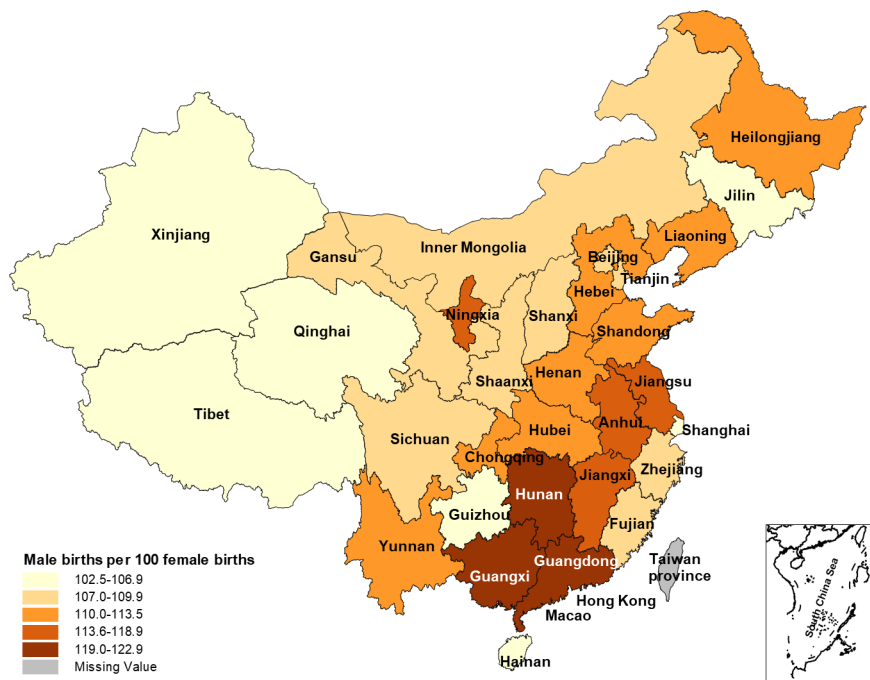 Heilongjiang
Jilin
Xinjiang
Liaoning
Inner Mongolia
Gansu
Beijing
Tianjin
Hebei
Ningxia
Shanxi
Qinghai
Shandong
Henan
Shaanxi
Jiangsu
Tibet
Anhui
Hubei
Shanghai
Sichuan
Chongqing
Zhejiang
Jiangxi
Hunan
Guizhou
Fujian
Yunnan
Guangdong
Taiwan
province
Guangxi
Hong Kong
Macao
Hainan
Male births per 100 female births
102.5-106.9
107.0-109.9
110.0-113.5
113.6-118.9
119.0-122.9
Missing Value
South China Sea